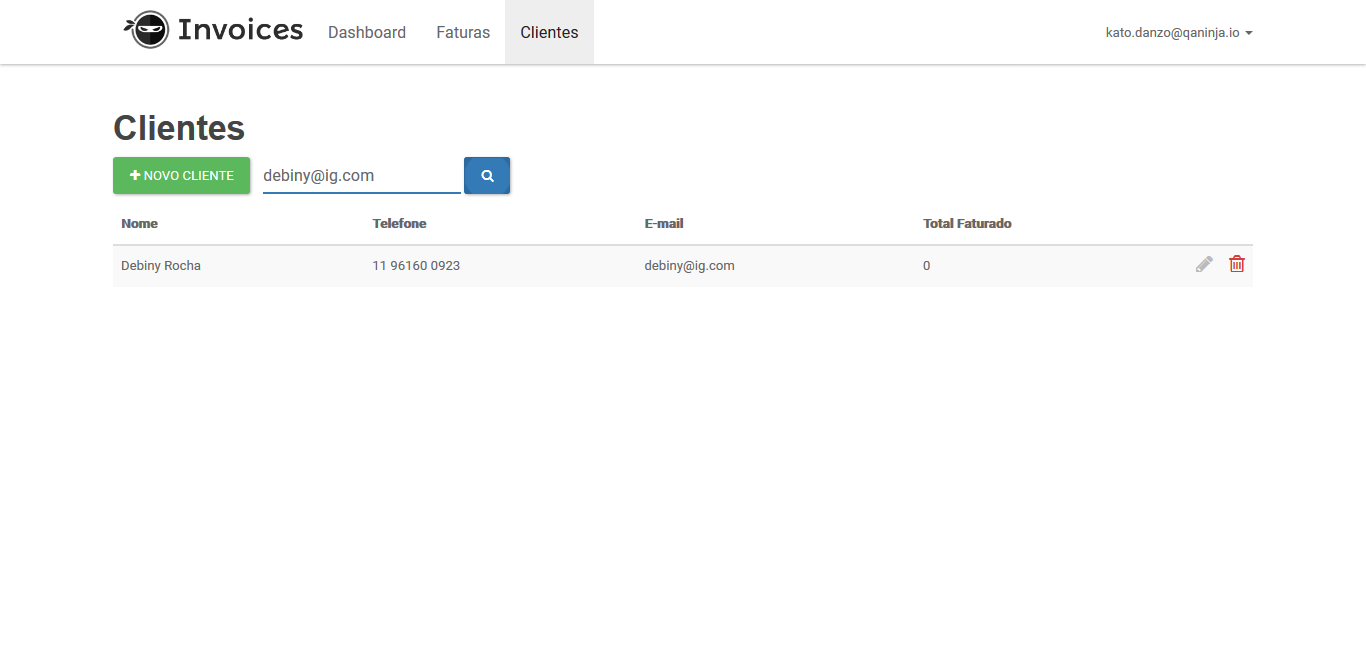 Invoices Dashboard Faturas Clientes kato.danzo@qaninja.io
Clientes
NOVO CLIENTE debiny@ig.com
Nome Telefone E-mail Total Faturado
Debiny Rocha 11 96160 0923 debiny@ig.com 0